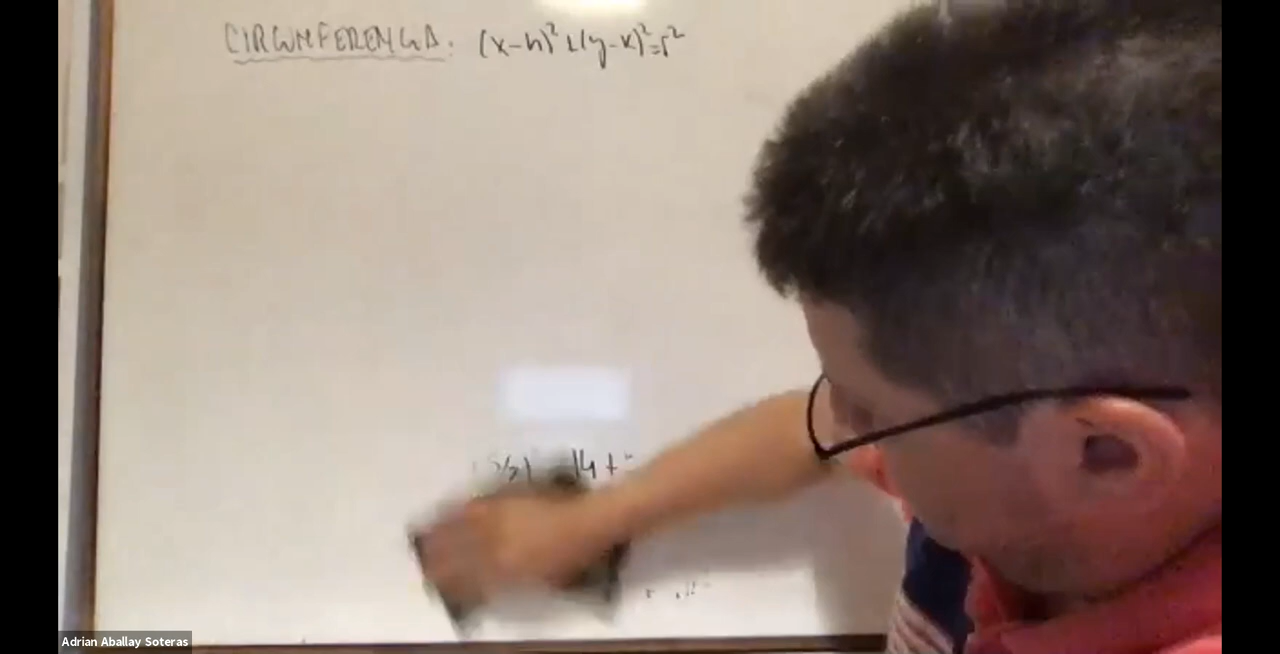 CIRCUNFERENCIA: (x-h)²+(y-k)²=r²
Adrian Aballay Soteras